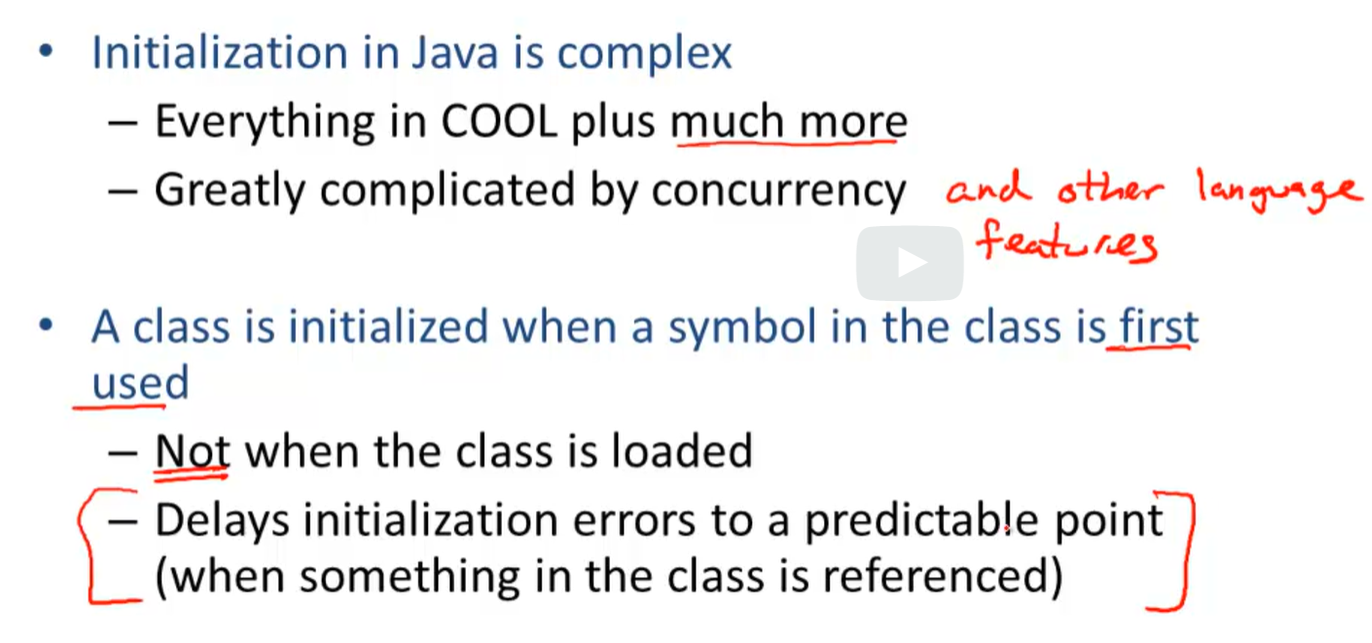 • Initialization in Java is complex
– Everything in COOL plus much more
– Greatly complicated by concurrency and other language
features
• A class is initialized when a symbol in the class is first
used
– Not when the class is loaded
– Delays initialization errors to a predictable point
(when something in the class is referenced)